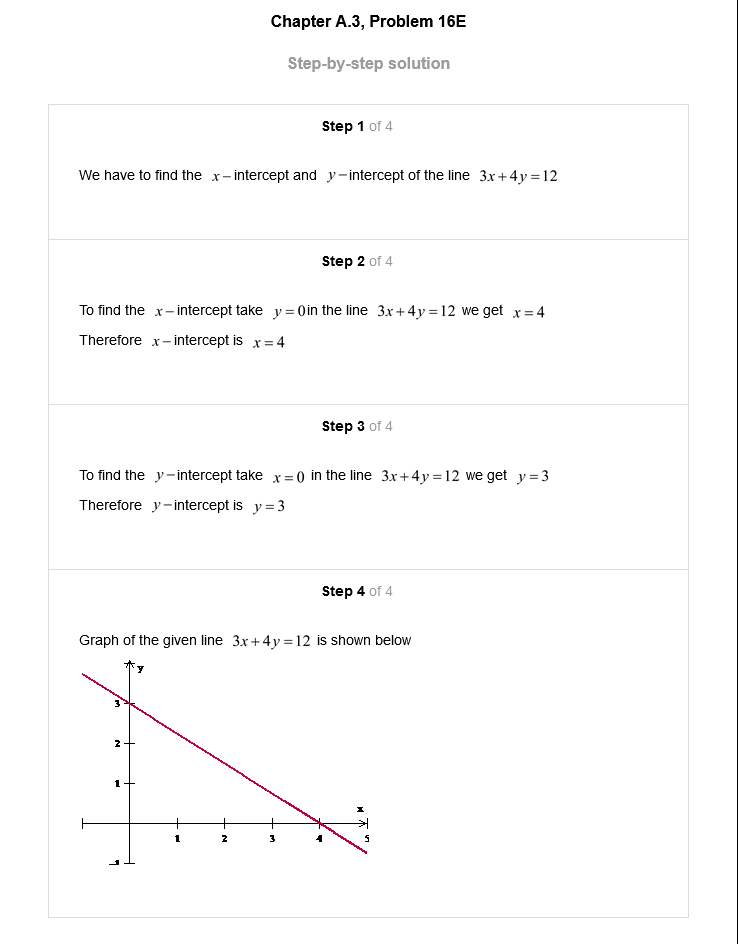 Chapter A.3, Problem 16E
Step-by-step solution
Step 1 of 4
We have to find the x−intercept and y−intercept of the line 3x+4y=12
Step 2 of 4
To find the x−intercept take y=0in the line 3x+4y=12 we get x=4
Therefore x−intercept is x=4
Step 3 of 4
To find the y−intercept take x=0 in the line 3x+4y=12 we get y=3
Therefore y−intercept is y=3
Step 4 of 4
Graph of the given line 3x+4y=12 is shown below
y
3
2
1
x
1 2 3 4 5
-1